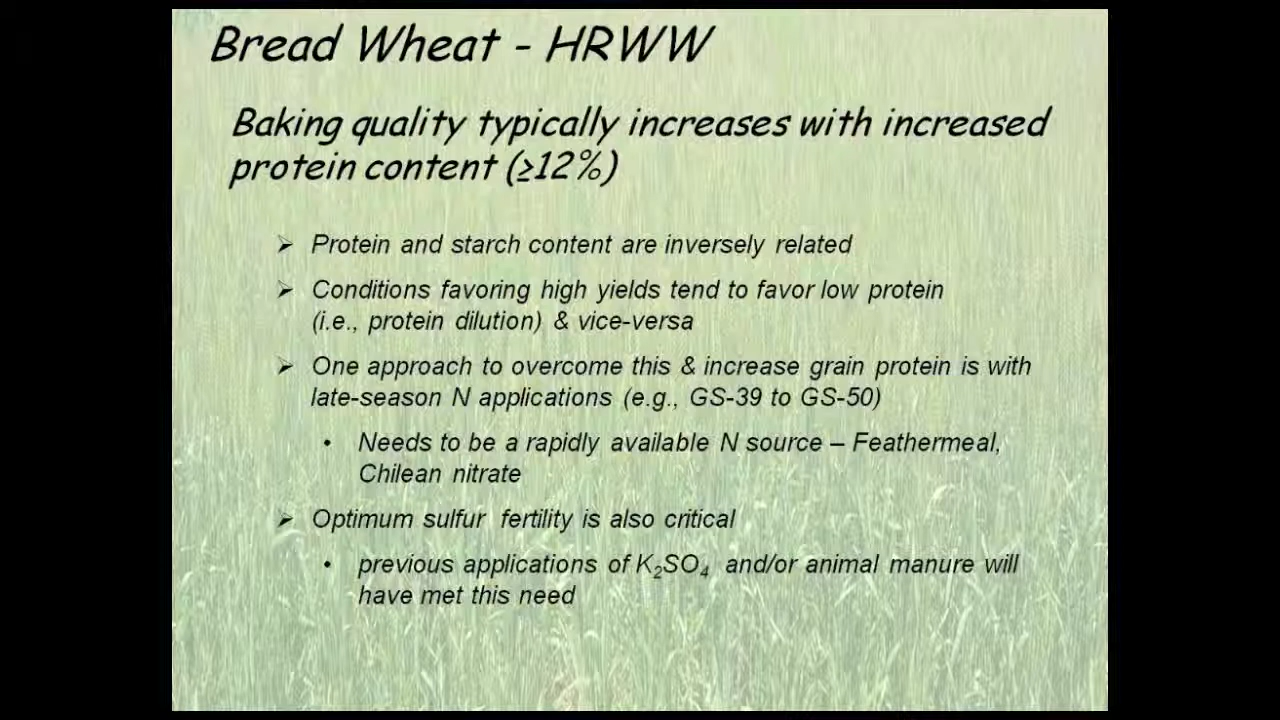 Bread Wheat - HRWW
Baking quality typically increases with increased
protein content (≥12%)
➢ Protein and starch content are inversely related
➢ Conditions favoring high yields tend to favor low protein
(i.e., protein dilution) & vice-versa
➢ One approach to overcome this & increase grain protein is with
late-season N applications (e.g., GS-39 to GS-50)
• Needs to be a rapidly available N source – Feathermeal,
Chilean nitrate
➢ Optimum sulfur fertility is also critical
• previous applications of K₂SO₄ and/or animal manure will
have met this need